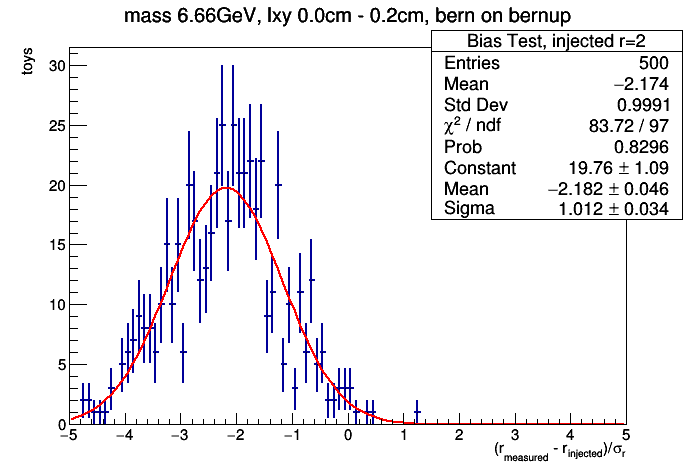 mass 6.66GeV, lxy 0.0cm - 0.2cm, bern on bernup
Bias Test, injected r=2
Entries 500
Mean −2.174
Std Dev 0.9991
χ² / ndf 83.72 / 97
Prob 0.8296
Constant 19.76 ± 1.09
Mean −2.182 ± 0.046
Sigma 1.012 ± 0.034
toys
30
25
20
15
10
5
0
−5 −4 −3 −2 −1 0 1 2 3 4 5
(r_measured - r_injected)/σ_r